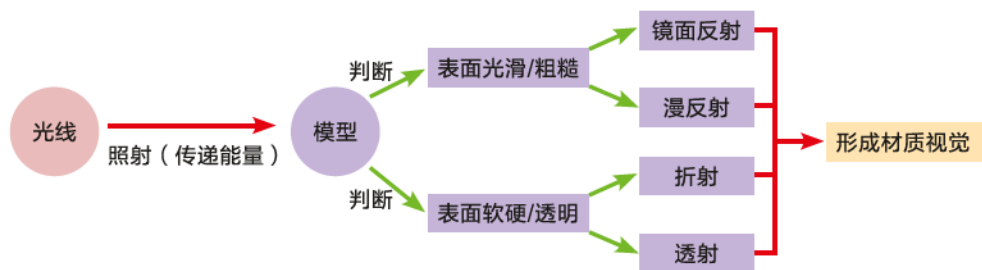 光线
照射（传递能量）
模型
判断
表面光滑/粗糙
镜面反射
漫反射
判断
表面软硬/透明
折射
透射
形成材质视觉